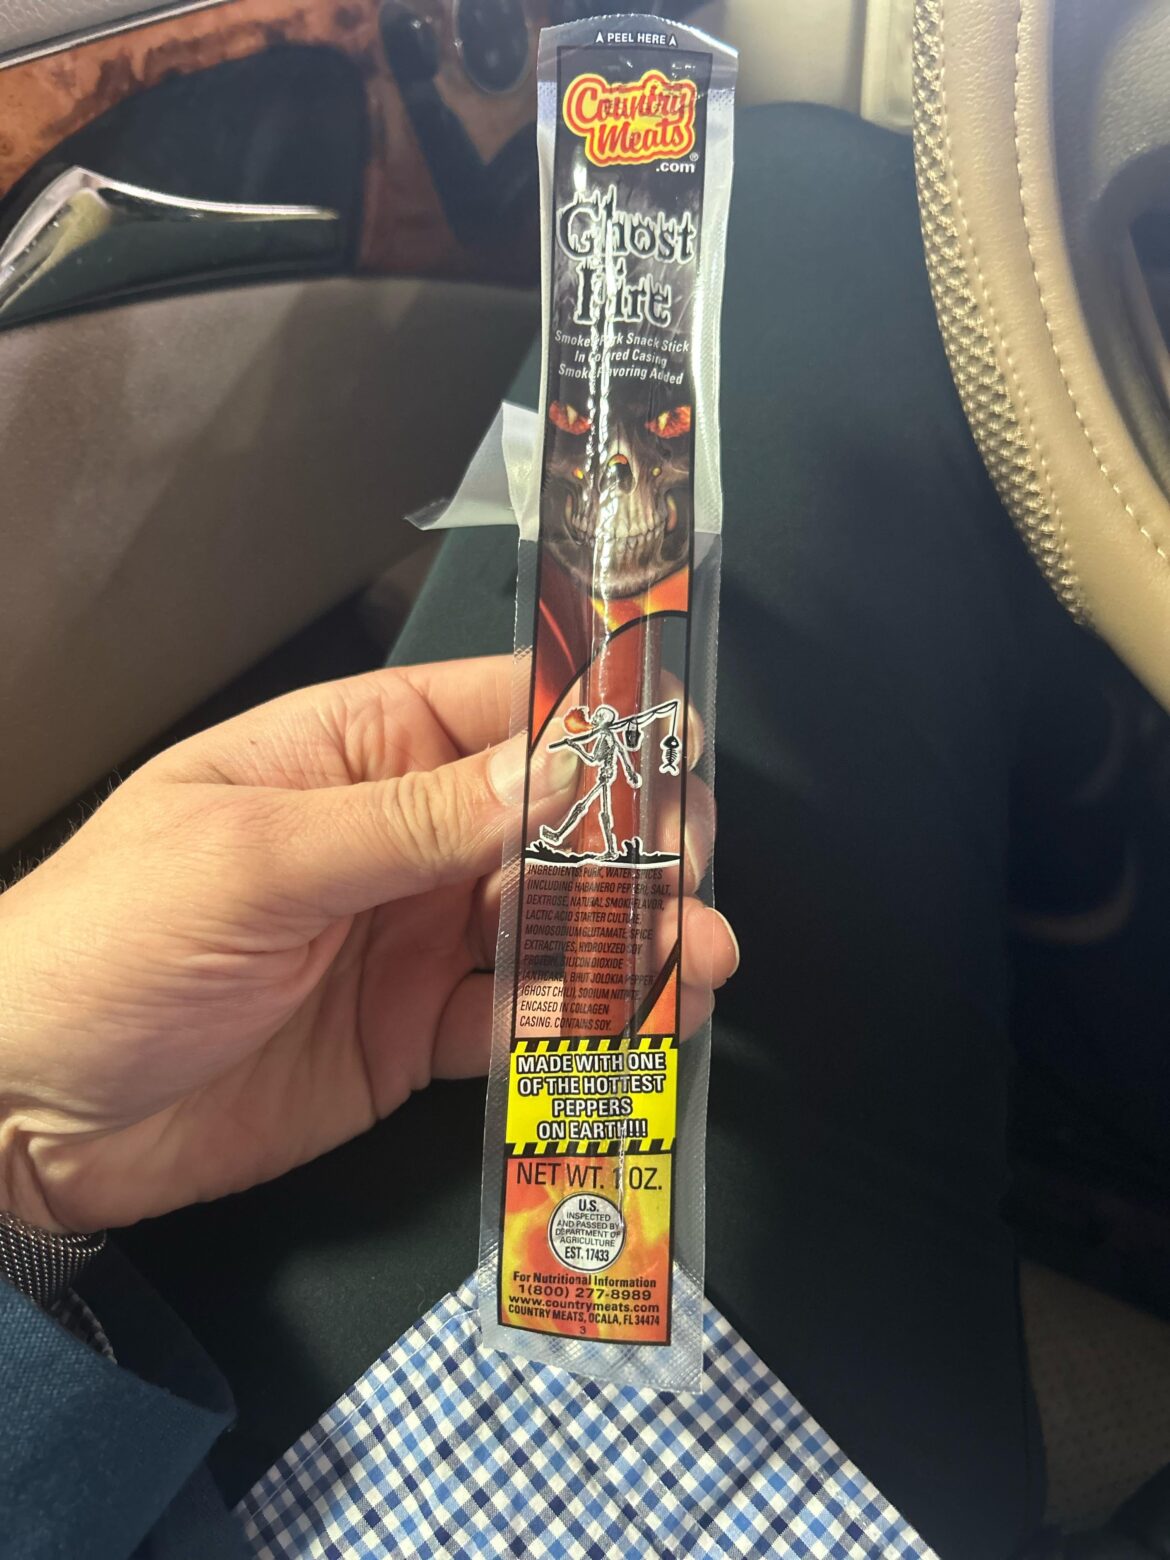 ▲ PEEL HERE ▲
Country
Meats
®
.com
Ghost
Fire
Smoked Pork Snack Stick
In Colored Casing
Smoke Flavoring Added
INGREDIENTS: PORK, WATER, SPICES
(INCLUDING HABANERO PEPPER), SALT,
DEXTROSE, NATURAL SMOKE FLAVOR,
LACTIC ACID STARTER CULTURE,
MONOSODIUM GLUTAMATE, SPICE
EXTRACTIVES, HYDROLYZED SOY
PROTEIN, SILICON DIOXIDE
(ANTICAKE), BHUT JOLOKIA PEPPER
(GHOST CHILI), SODIUM NITRITE.
ENCASED IN COLLAGEN
CASING. CONTAINS SOY.
MADE WITH ONE
OF THE HOTTEST
PEPPERS
ON EARTH!!!
NET WT. 1 OZ.
U.S.
INSPECTED
AND PASSED BY
DEPARTMENT OF
AGRICULTURE
EST. 17433
For Nutritional Information
1(800) 277-8989
www.countrymeats.com
COUNTRY MEATS, OCALA, FL 34474
3